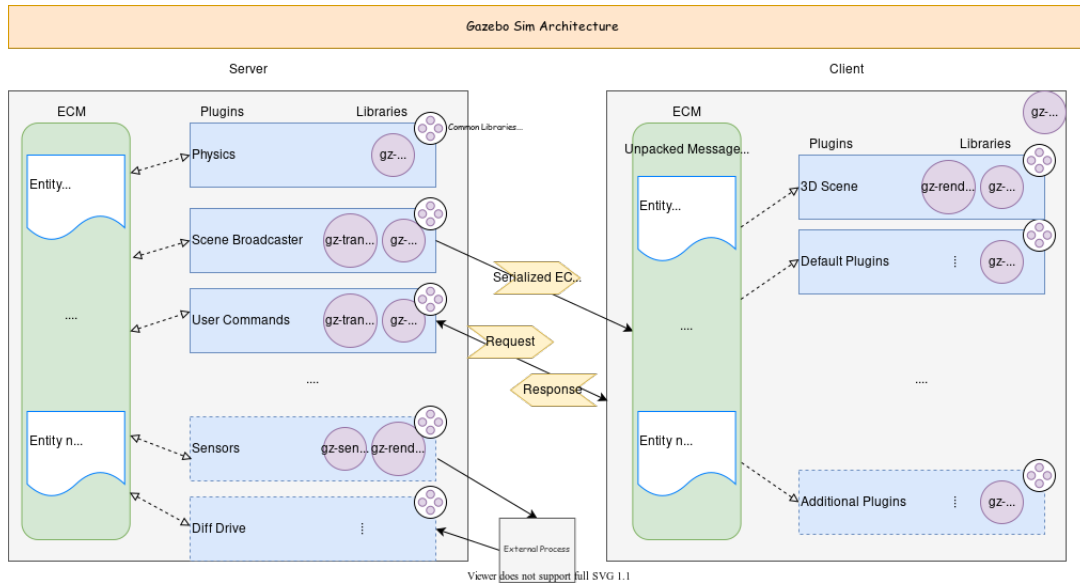 Gazebo Sim Architecture
Server
Client
ECM
Plugins
Libraries
Common Libraries...
Physics
gz-...
Entity...
Scene Broadcaster
gz-tran...
gz-...
Serialized EC...
....
User Commands
gz-tran...
gz-...
Request
Response
....
Entity n...
Sensors
gz-sen...
gz-rend...
Diff Drive
External Process
ECM
gz-...
Unpacked Message...
Plugins
Libraries
Entity...
3D Scene
gz-rend...
gz-...
Default Plugins
gz-...
....
....
Entity n...
Additional Plugins
gz-...
Viewer does not support full SVG 1.1